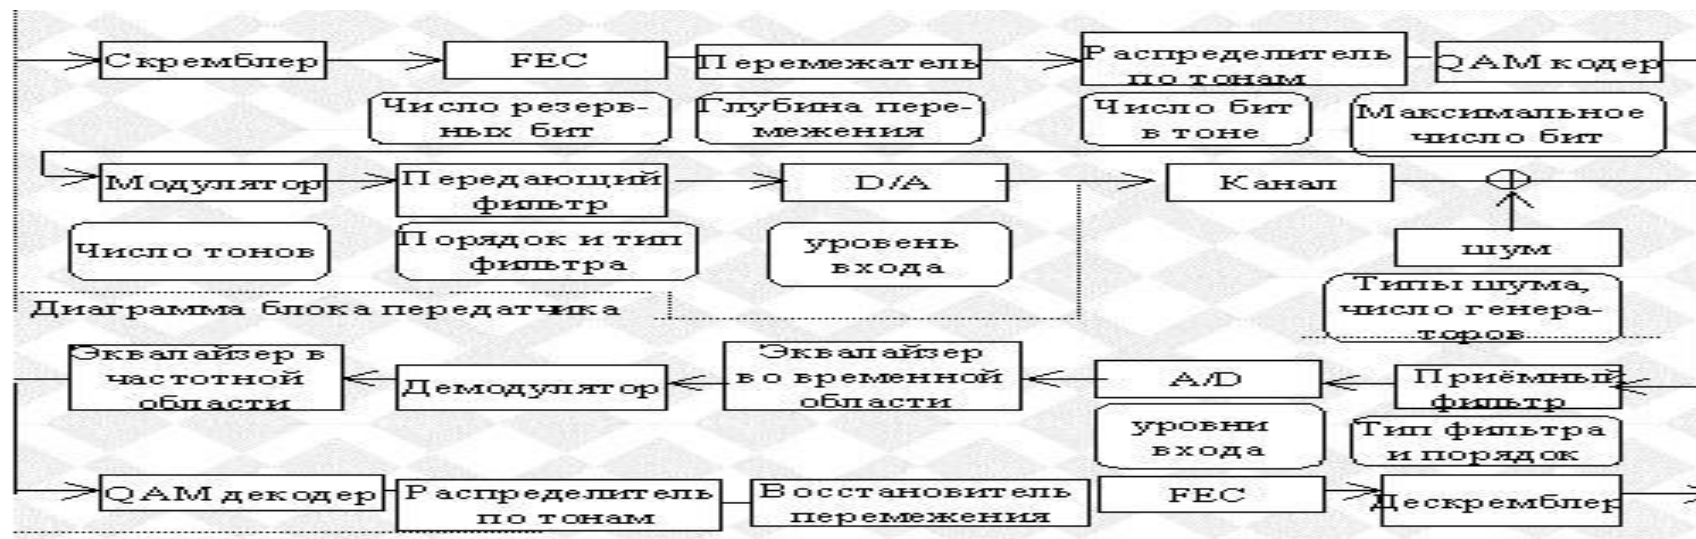 Скремблер
FEC
Перемежатель
Распределитель
по тонам
QAM кодер
Число резерв-
ных бит
Глубина пере-
межения
Число бит
в тоне
Максимальное
число бит
Модулятор
Передающий
фильтр
D/A
Канал
Число тонов
Порядок и тип
фильтра
уровень
входа
шум
Типы шума,
число генера-
торов
Диаграмма блока передатчика
Эквалайзер в
частотной
области
Демодулятор
Эквалайзер
во временной
области
A/D
Приёмный
фильтр
уровни
входа
Тип фильтра
и порядок
QAM декодер
Распределитель
по тонам
Восстановитель
перемежения
FEC
Дескремблер